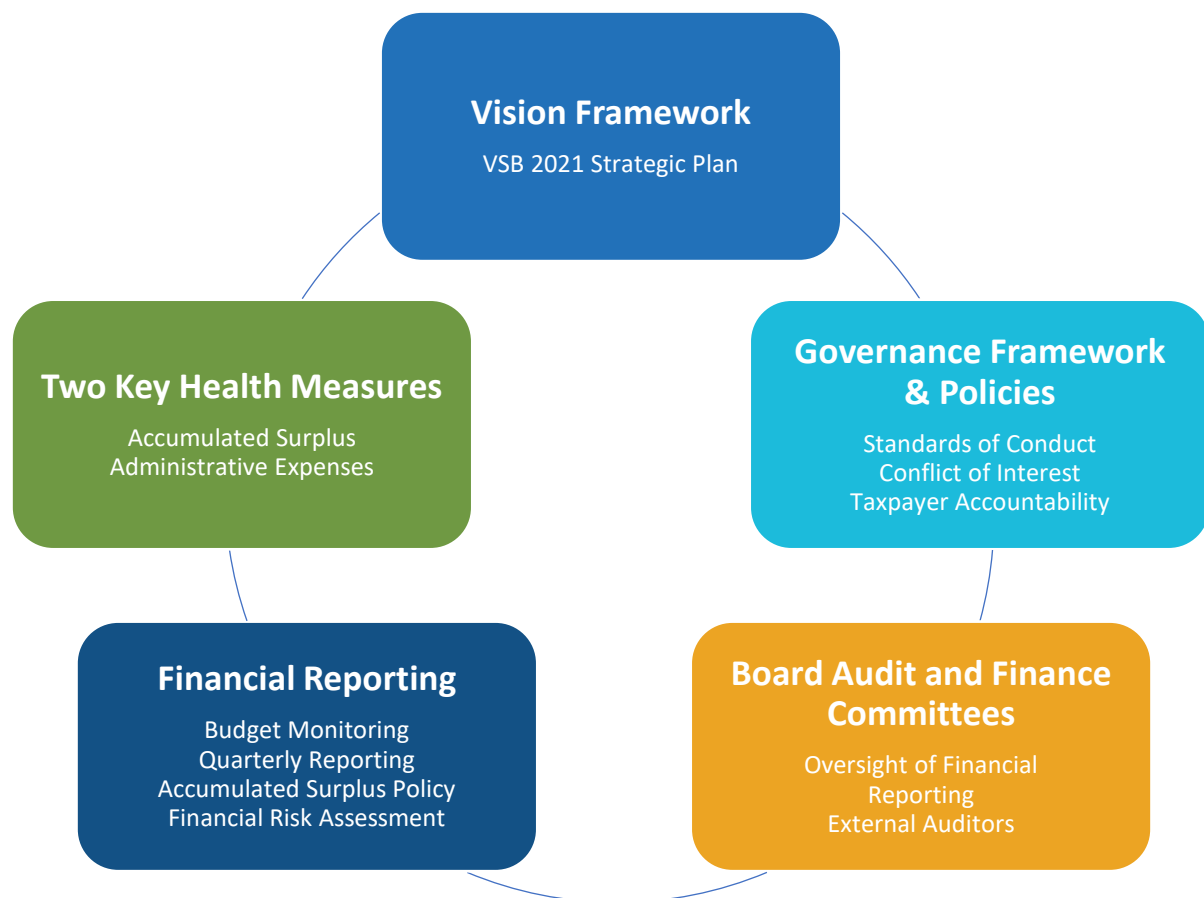 Vision Framework
VSB 2021 Strategic Plan
Two Key Health Measures
Accumulated Surplus
Administrative Expenses
Governance Framework
& Policies
Standards of Conduct
Conflict of Interest
Taxpayer Accountability
Financial Reporting
Budget Monitoring
Quarterly Reporting
Accumulated Surplus Policy
Financial Risk Assessment
Board Audit and Finance
Committees
Oversight of Financial
Reporting
External Auditors